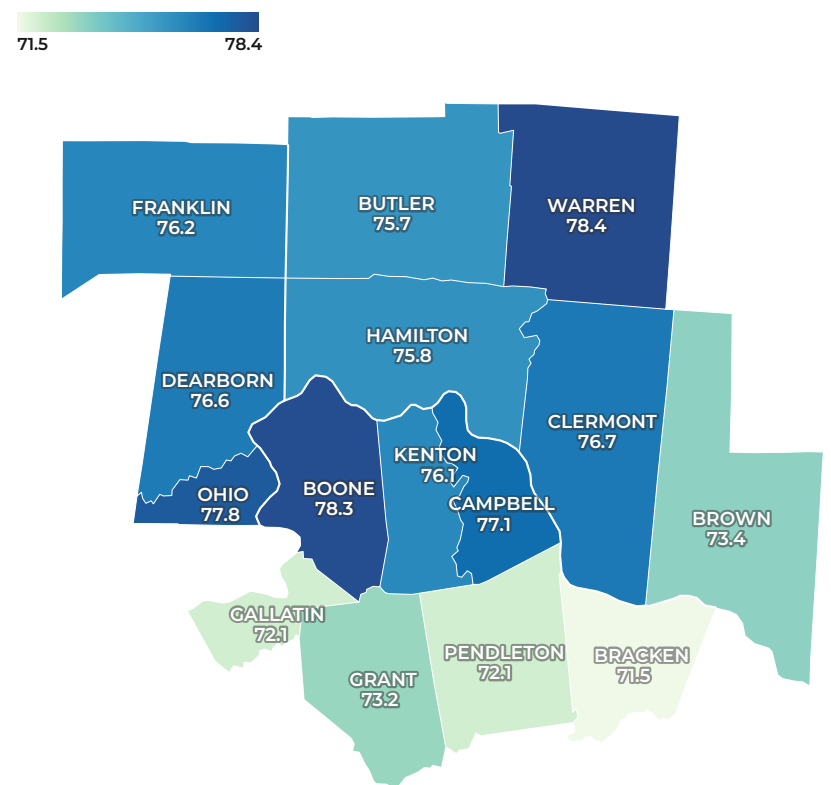 71.5
78.4
FRANKLIN
76.2
BUTLER
75.7
WARREN
78.4
HAMILTON
75.8
DEARBORN
76.6
CLERMONT
76.7
KENTON
76.1
OHIO
77.8
BOONE
78.3
CAMPBELL
77.1
BROWN
73.4
GALLATIN
72.1
PENDLETON
72.1
BRACKEN
71.5
GRANT
73.2